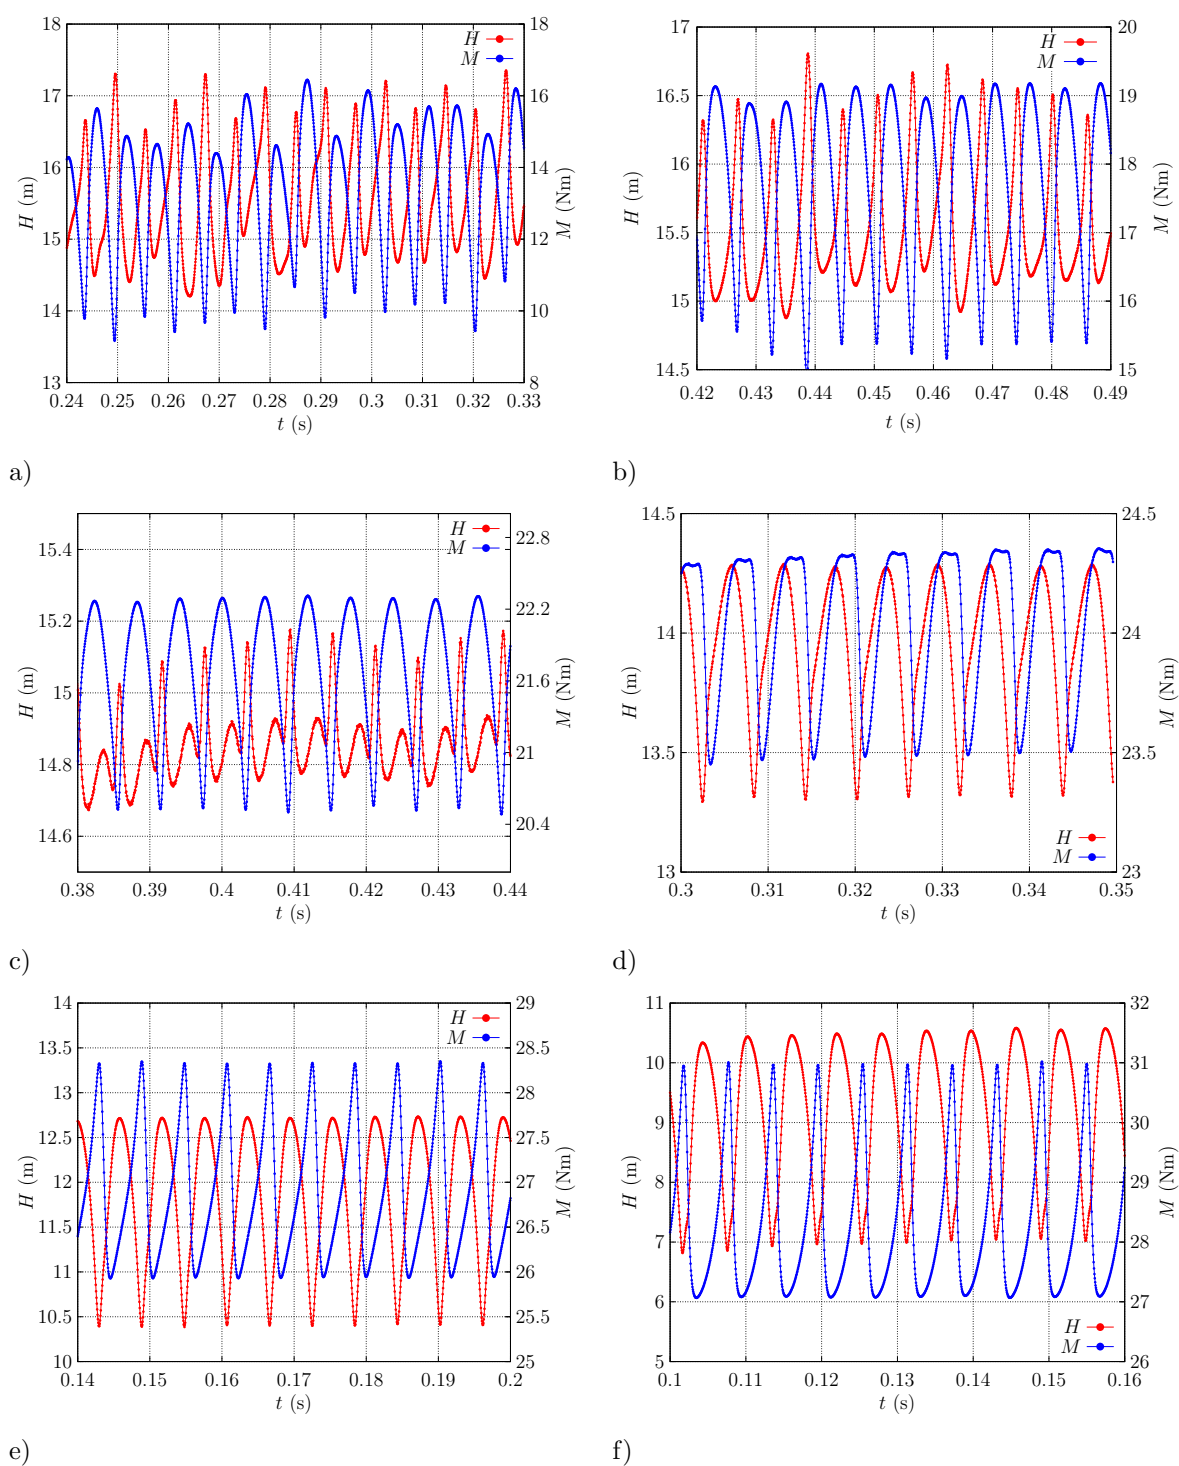 18 18
H
M
17 16
16 14
H (m) M (Nm)
15 12
14 10
13 8
0.24 0.25 0.26 0.27 0.28 0.29 0.3 0.31 0.32 0.33
t (s)
a)
17 20
H
M
16.5 19
16 18
H (m) M (Nm)
15.5 17
15 16
14.5 15
0.42 0.43 0.44 0.45 0.46 0.47 0.48 0.49
t (s)
b)
H
22.8
15.4
M
22.2
15.2
21.6
H (m) M (Nm)
15
21
14.8
20.4
14.6
0.38 0.39 0.4 0.41 0.42 0.43 0.44
t (s)
c)
14.5 24.5
14 24
H (m) M (Nm)
13.5 23.5
H
M
13 23
0.3 0.31 0.32 0.33 0.34 0.35
t (s)
d)
14 29
H
M
13.5 28.5
13 28
12.5 27.5
12 27
H (m) M (Nm)
11.5 26.5
11 26
10.5 25.5
10 25
0.14 0.15 0.16 0.17 0.18 0.19 0.2
t (s)
e)
11 32
10 31
9 30
8 29
H (m) M (Nm)
7 28
6 27
H
M
5 26
0.1 0.11 0.12 0.13 0.14 0.15 0.16
t (s)
f)